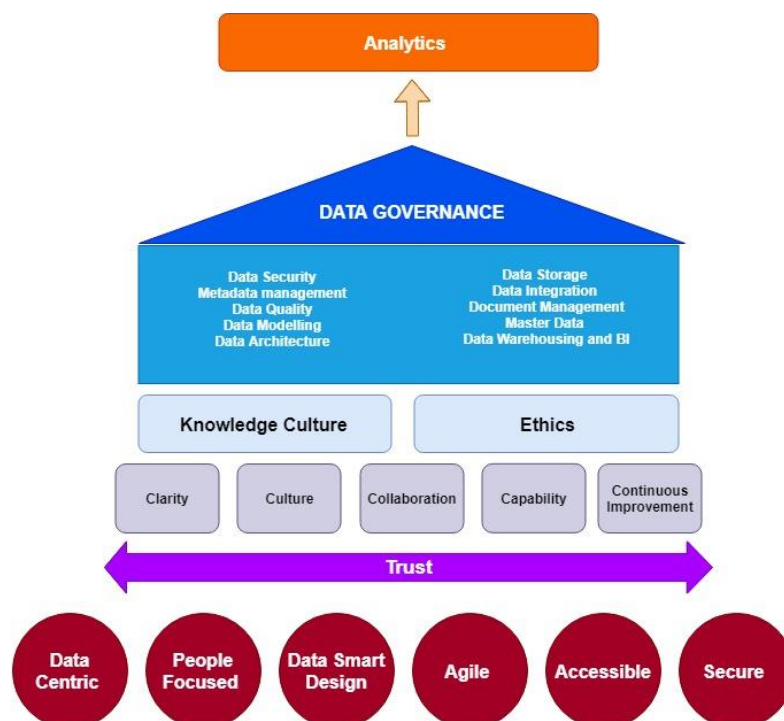 Analytics
DATA GOVERNANCE
Data Security
Metadata management
Data Quality
Data Modelling
Data Architecture
Data Storage
Data Integration
Document Management
Master Data
Data Warehousing and BI
Knowledge Culture
Ethics
Clarity
Culture
Collaboration
Capability
Continuous
Improvement
Trust
Data
Centric
People
Focused
Data Smart
Design
Agile
Accessible
Secure